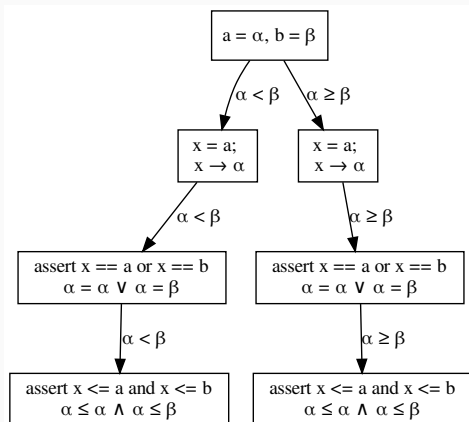 a = α, b = β
α < β
α ≥ β
x = a;
x → α
x = a;
x → α
α < β
α ≥ β
assert x == a or x == b
α = α ∨ α = β
assert x == a or x == b
α = α ∨ α = β
α < β
α ≥ β
assert x <= a and x <= b
α ≤ α ∧ α ≤ β
assert x <= a and x <= b
α ≤ α ∧ α ≤ β